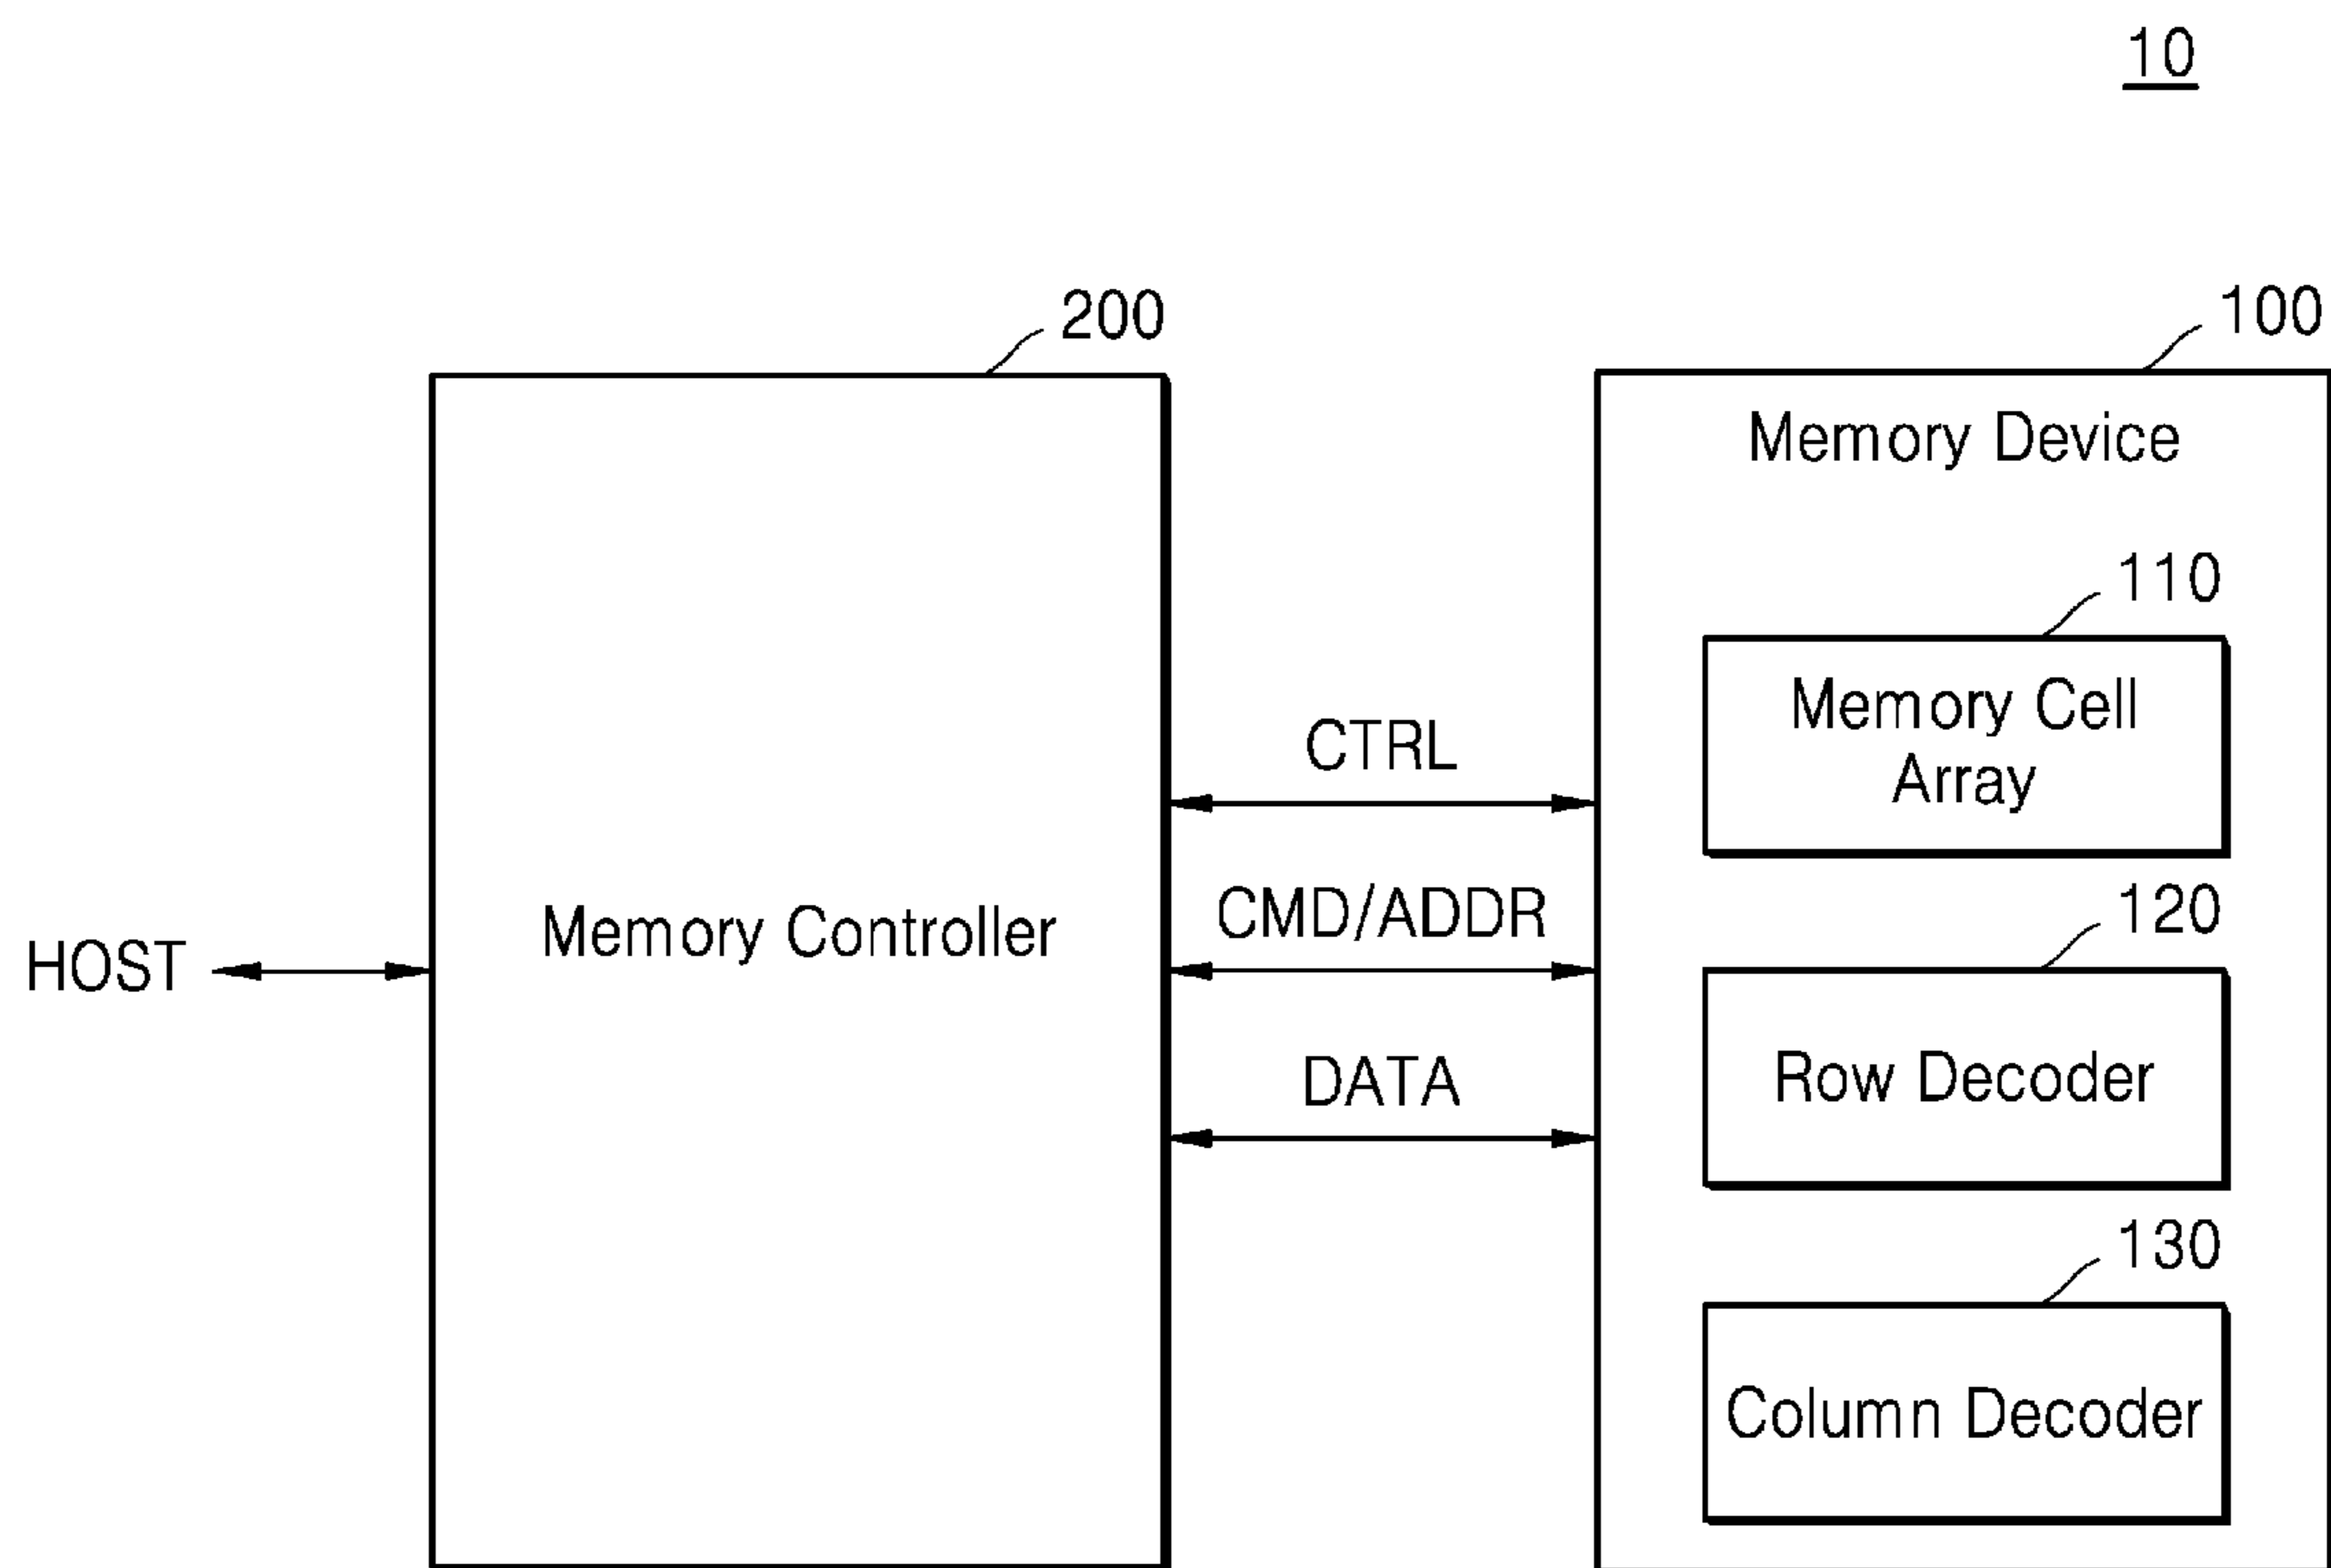 10
200
100
Memory Device
110
Memory Cell
Array
CTRL
CMD/ADDR
120
Memory Controller
HOST
DATA
Row Decoder
130
Column Decoder